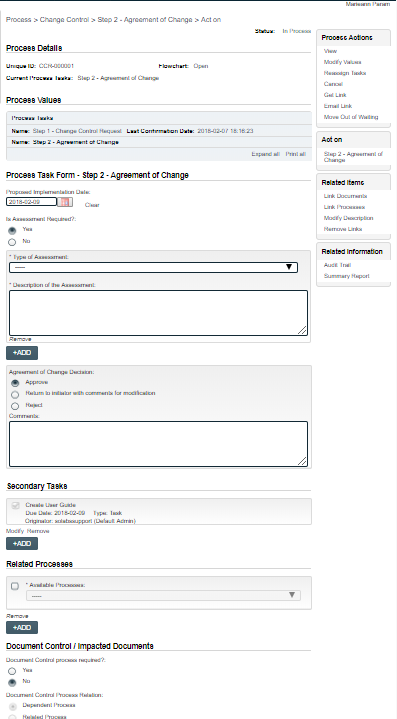 Marieann Param
Process > Change Control > Step 2 - Agreement of Change > Act on
Status: In Process
Process Details
Unique ID: CCR-000001 Flowchart: Open
Current Process Tasks: Step 2 - Agreement of Change
Process Values
Process Tasks
Name: Step 1 - Change Control Request Last Confirmation Date: 2018-02-07 18:16:23
Name: Step 2 - Agreement of Change
Expand all Print all
Process Task Form - Step 2 - Agreement of Change
Proposed Implementation Date:
2018-02-09 Clear
Is Assessment Required?:
Yes
No
* Type of Assessment:
-----
* Description of the Assessment:
Remove
+ADD
Agreement of Change Decision:
Approve
Return to initiator with comments for modification
Reject
Comments:
Secondary Tasks
Create User Guide
Due Date: 2018-02-09 Type: Task
Originator: solabssupport (Default Admin)
Modify Remove
+ADD
Related Processes
* Available Processes:
-----
Remove
+ADD
Document Control / Impacted Documents
Document Control process required?:
Yes
No
Document Control Process Relation:
Dependent Process
Related Process
Process Actions
View
Modify Values
Reassign Tasks
Cancel
Get Link
Email Link
Move Out of Waiting
Act on
Step 2 - Agreement of
Change
Related Items
Link Documents
Link Processes
Modify Description
Remove Links
Related Information
Audit Trail
Summary Report